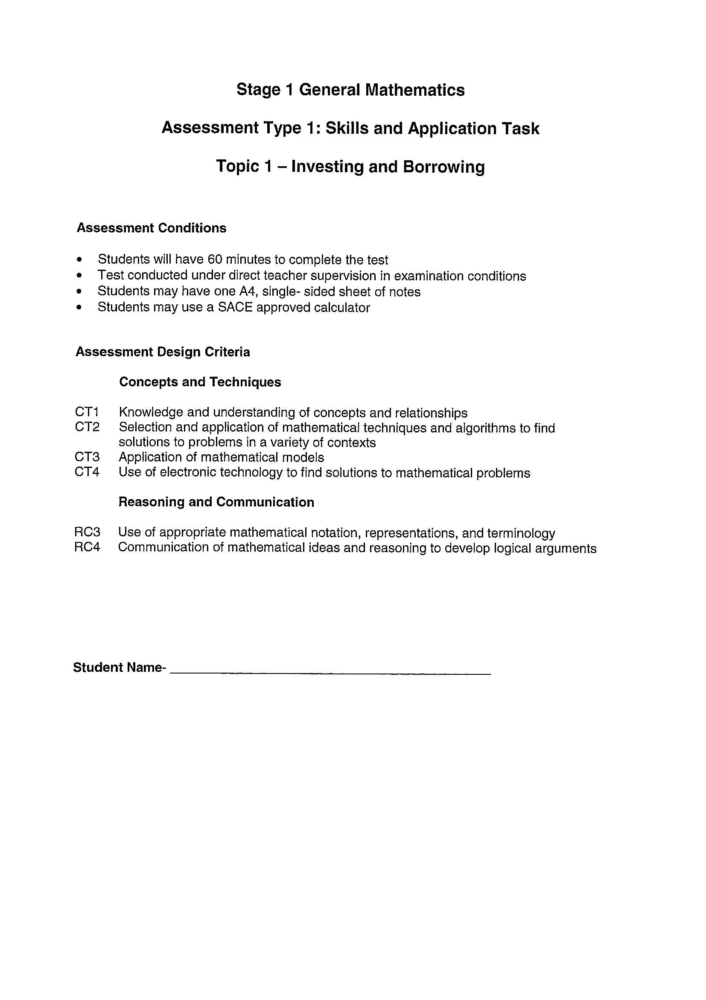 Stage 1 General Mathematics
Assessment Type 1: Skills and Application Task
Topic 1 – Investing and Borrowing
Assessment Conditions
• Students will have 60 minutes to complete the test
• Test conducted under direct teacher supervision in examination conditions
• Students may have one A4, single- sided sheet of notes
• Students may use a SACE approved calculator
Assessment Design Criteria
Concepts and Techniques
CT1 Knowledge and understanding of concepts and relationships
CT2 Selection and application of mathematical techniques and algorithms to find
solutions to problems in a variety of contexts
CT3 Application of mathematical models
CT4 Use of electronic technology to find solutions to mathematical problems
Reasoning and Communication
RC3 Use of appropriate mathematical notation, representations, and terminology
RC4 Communication of mathematical ideas and reasoning to develop logical arguments
Student Name- ____________________